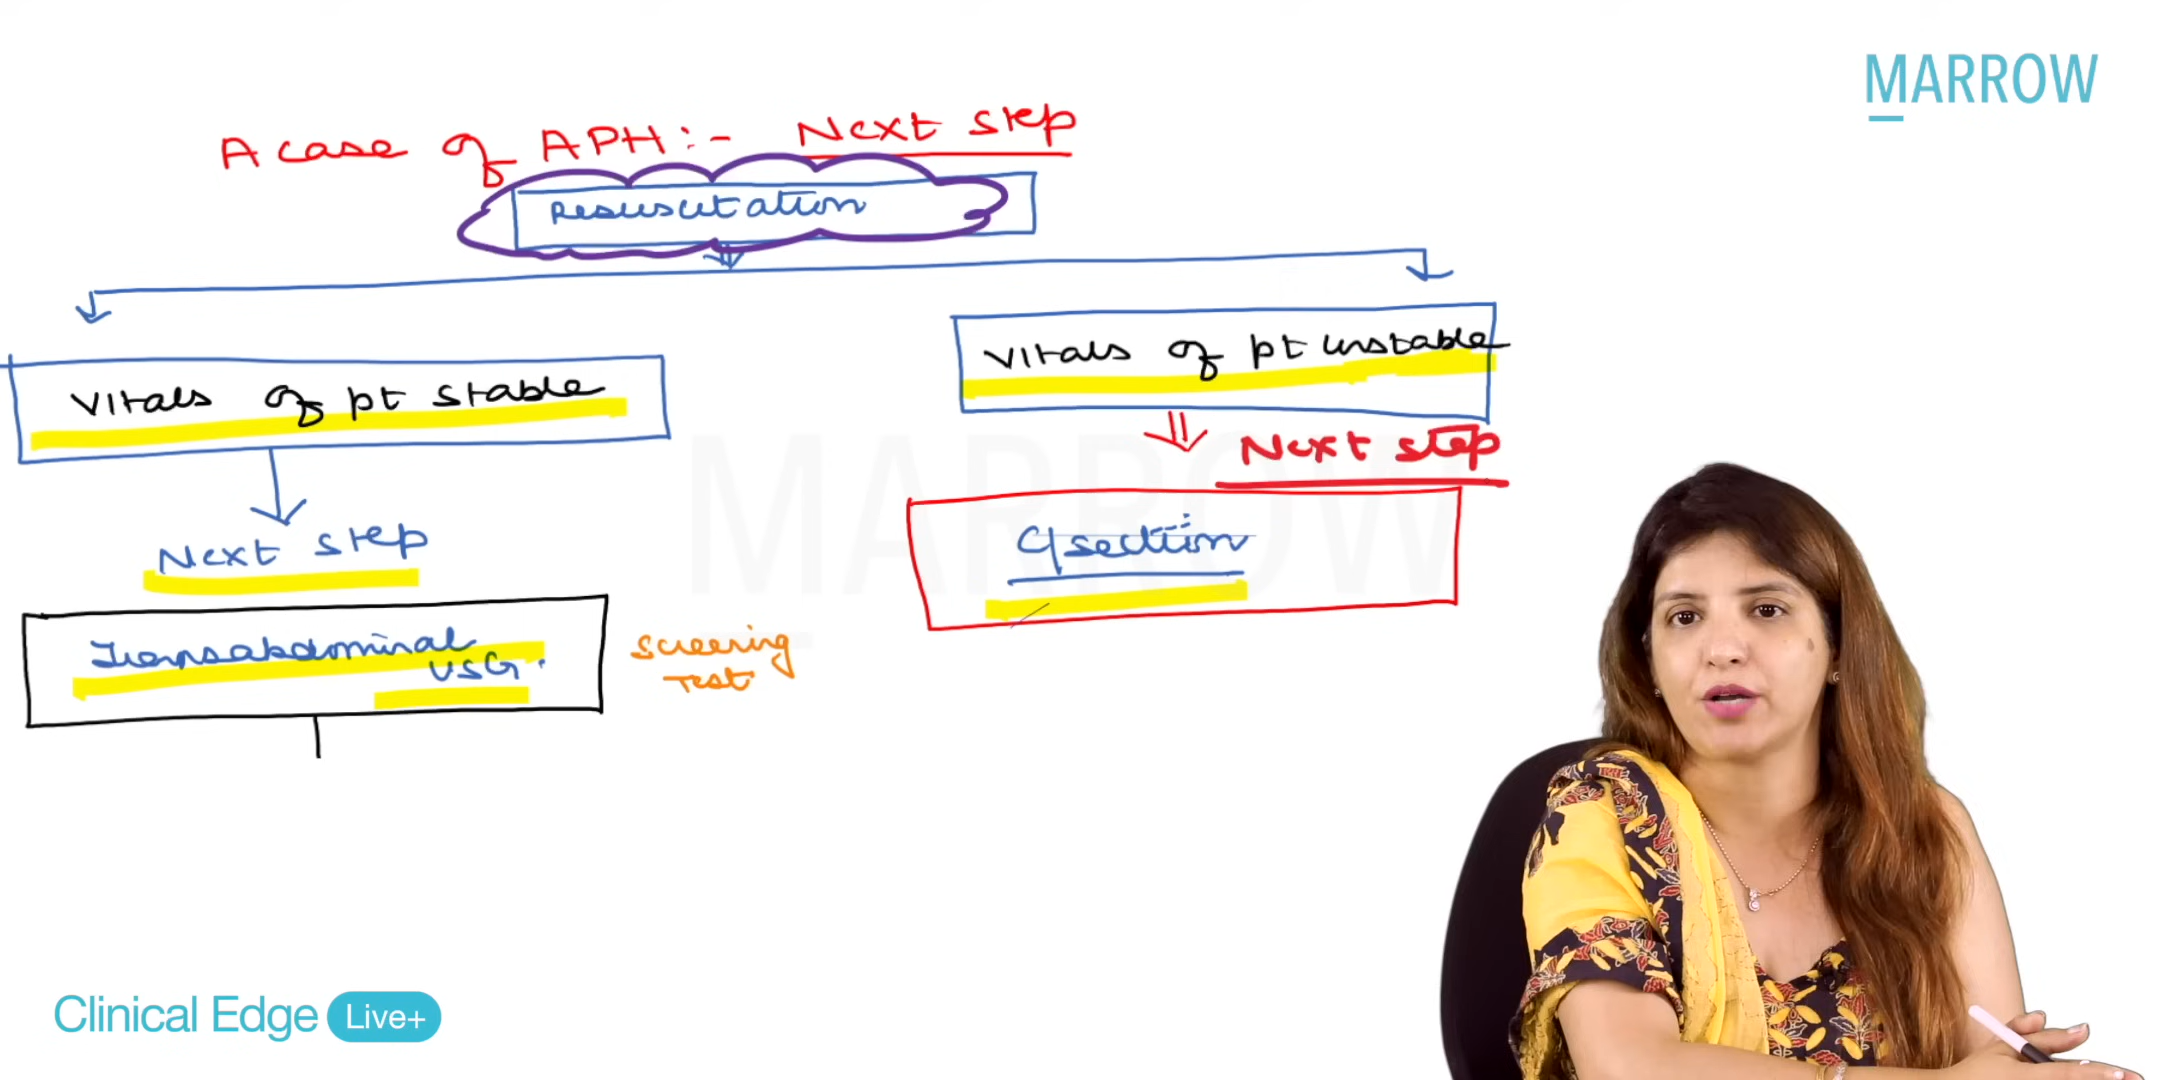 MARROW
A case of APH:- Next step
Resuscitation
Vitals of pt stable
Vitals of pt unstable
Next step
Next step
C/section
Transabdominal
USG.
Screening
Test
MARROW
Clinical Edge Live+